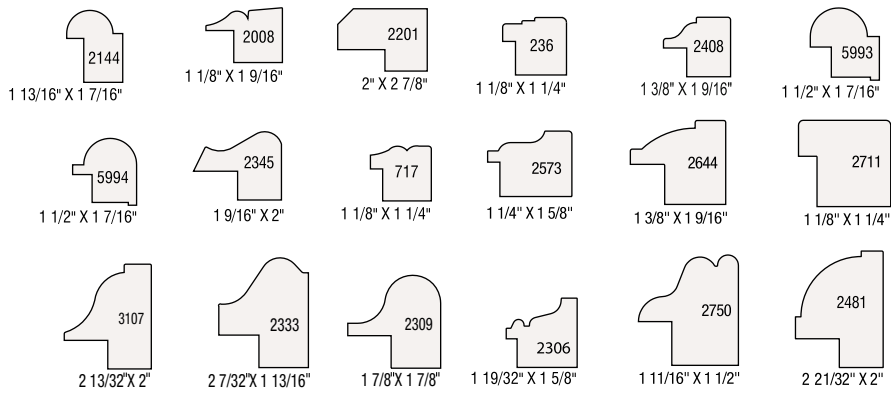 2144
1 13/16" X 1 7/16"
2008
1 1/8" X 1 9/16"
2201
2" X 2 7/8"
236
1 1/8" X 1 1/4"
2408
1 3/8" X 1 9/16"
5993
1 1/2" X 1 7/16"
5994
1 1/2" X 1 7/16"
2345
1 9/16" X 2"
717
1 1/8" X 1 1/4"
2573
1 1/4" X 1 5/8"
2644
1 3/8" X 1 9/16"
2711
1 1/8" X 1 1/4"
3107
2 13/32"X 2"
2333
2 7/32"X 1 13/16"
2309
1 7/8"X 1 7/8"
2306
1 19/32" X 1 5/8"
2750
1 11/16" X 1 1/2"
2481
2 21/32" X 2"